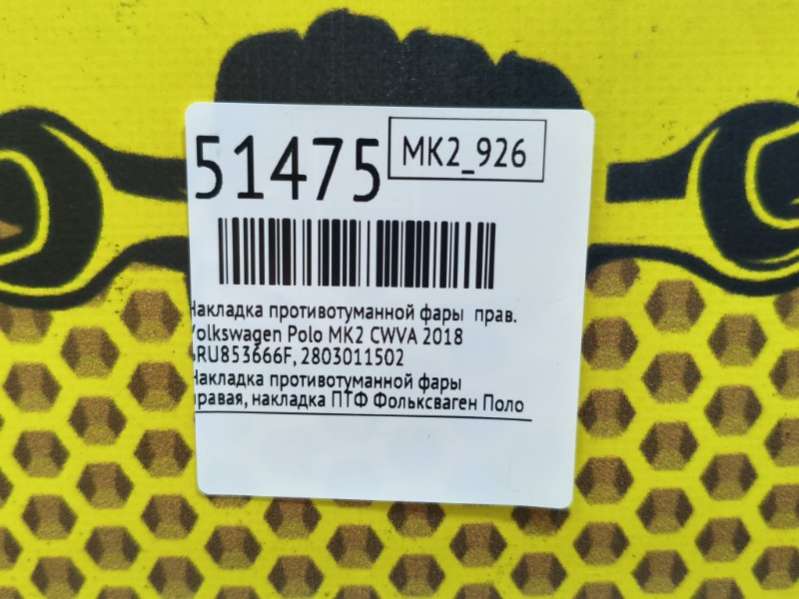 51475
MK2_926
Накладка противотуманной фары прав.
Volkswagen Polo MK2 CWVA 2018
6RU853666F, 2803011502
Накладка противотуманной фары
правая, накладка ПТФ Фольксваген Поло